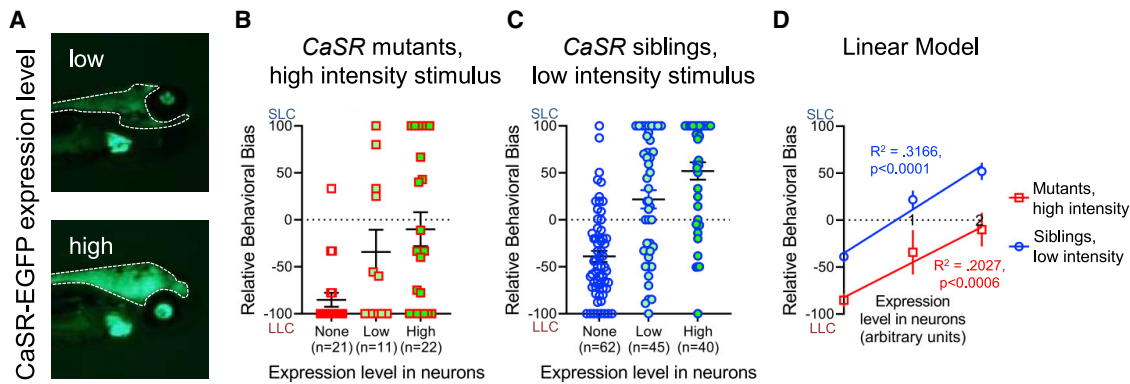 A
CaSR-EGFP expression level
low
high
B
CaSR mutants,
high intensity stimulus
Relative Behavioral Bias
SLC
100
50
0
-50
-100
LLC
None
(n=21)
Low
(n=11)
High
(n=22)
Expression level in neurons
C
CaSR siblings,
low intensity stimulus
Relative Behavioral Bias
SLC
100
50
0
-50
-100
LLC
None
(n=62)
Low
(n=45)
High
(n=40)
Expression level in neurons
D
Linear Model
Relative Behavioral Bias
SLC
100
50
0
-50
-100
LLC
R² = .3166,
p<0.0001
1
2
R² = .2027,
p<0.0006
Expression
level in neurons
(arbitrary units)
Mutants,
high intensity
Siblings,
low intensity